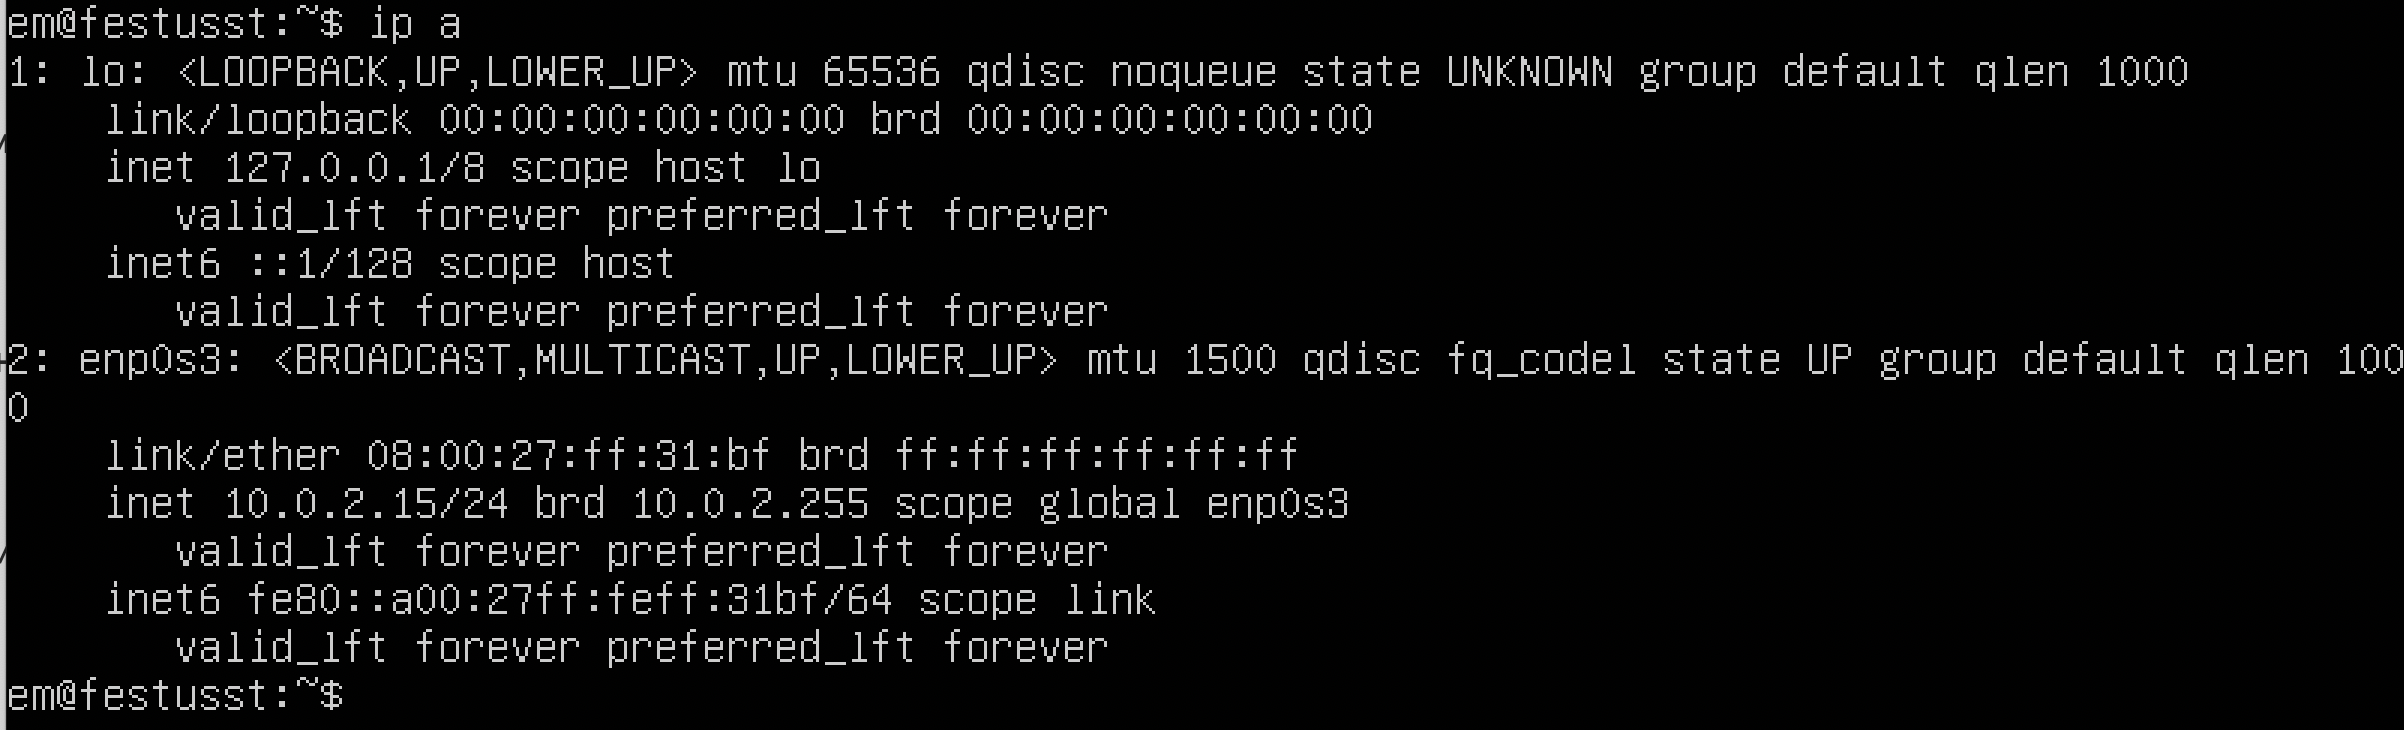 em@festusst:~$ ip a
1: lo: <LOOPBACK,UP,LOWER_UP> mtu 65536 qdisc noqueue state UNKNOWN group default qlen 1000
    link/loopback 00:00:00:00:00:00 brd 00:00:00:00:00:00
    inet 127.0.0.1/8 scope host lo
       valid_lft forever preferred_lft forever
    inet6 ::1/128 scope host
       valid_lft forever preferred_lft forever
2: enp0s3: <BROADCAST,MULTICAST,UP,LOWER_UP> mtu 1500 qdisc fq_codel state UP group default qlen 100
0
    link/ether 08:00:27:ff:31:bf brd ff:ff:ff:ff:ff:ff
    inet 10.0.2.15/24 brd 10.0.2.255 scope global enp0s3
       valid_lft forever preferred_lft forever
    inet6 fe80::a00:27ff:feff:31bf/64 scope link
       valid_lft forever preferred_lft forever
em@festusst:~$